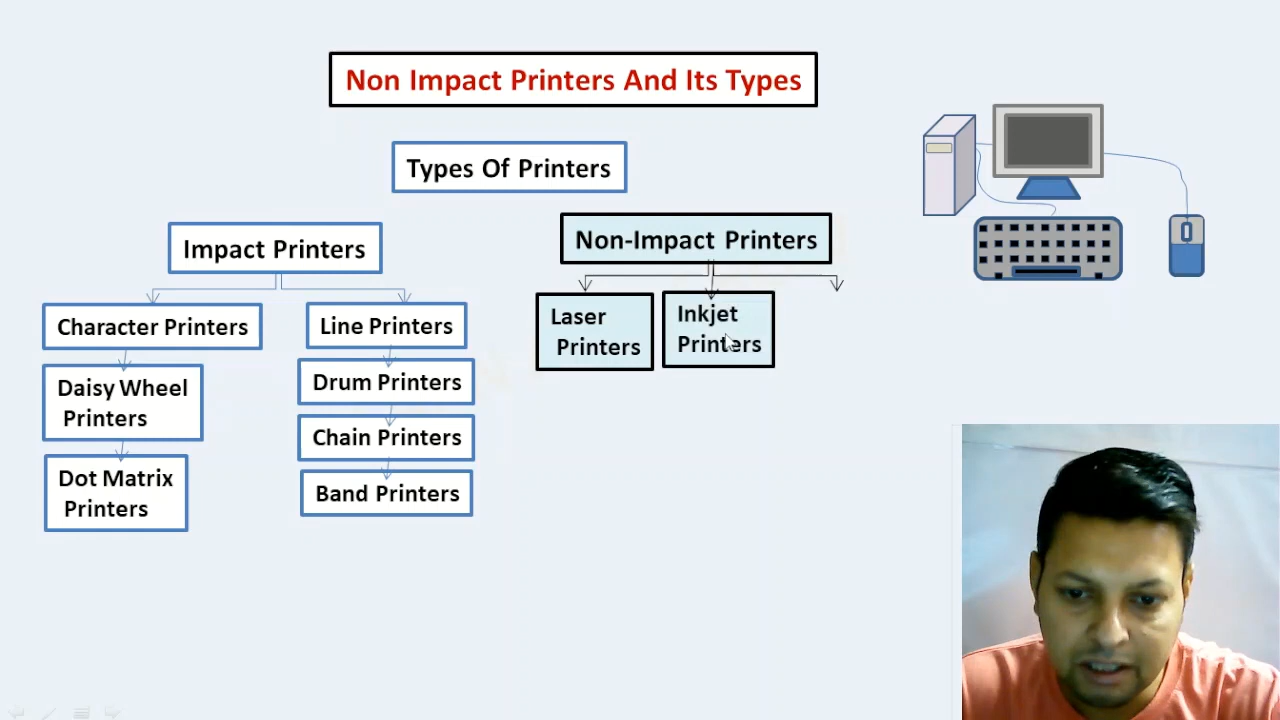 Non Impact Printers And Its Types
Types Of Printers
Impact Printers
Non-Impact Printers
Character Printers
Line Printers
Laser
Printers
Inkjet
Printers
Daisy Wheel
Printers
Drum Printers
Chain Printers
Dot Matrix
Printers
Band Printers